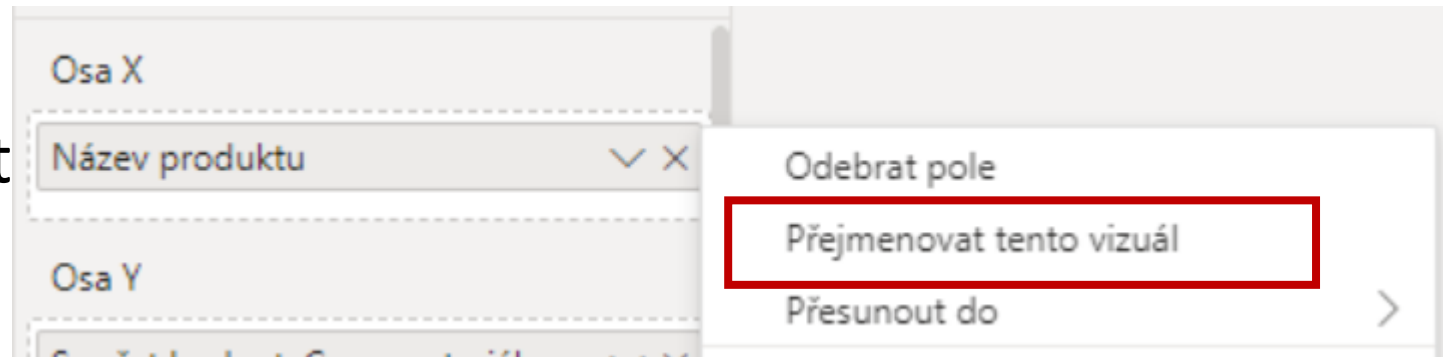 Osa X
Název produktu
Odebrat pole
Přejmenovat tento vizuál
Osa Y
Přesunout do